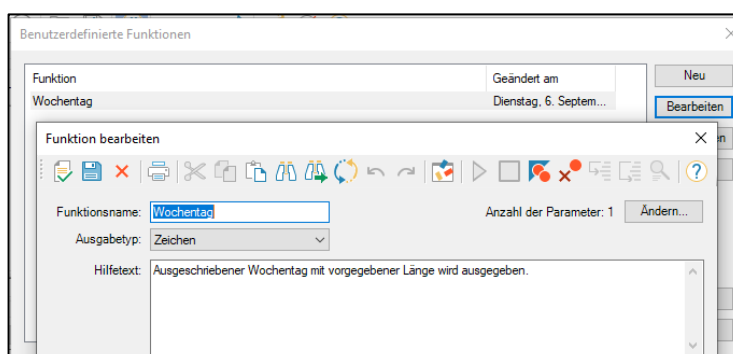 Benutzerdefinierte Funktionen
Funktion
Geändert am
Neu
Wochentag
Dienstag, 6. Septem...
Bearbeiten
Funktion bearbeiten
Funktionsname:
Wochentag
Anzahl der Parameter: 1
Ändern...
Ausgabetyp:
Zeichen
Hilfetext:
Ausgeschriebener Wochentag mit vorgegebener Länge wird ausgegeben.